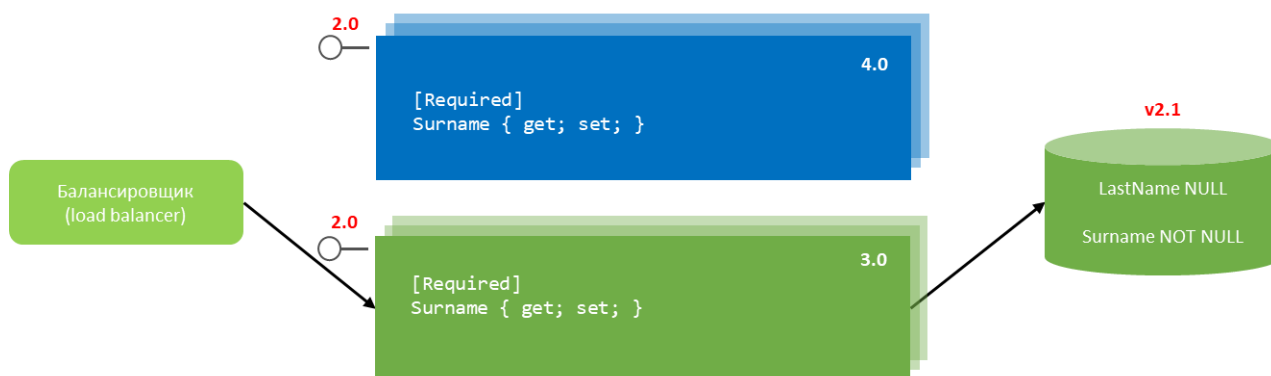 2.0
4.0
[Required]
Surname { get; set; }
v2.1
LastName NULL
Surname NOT NULL
Балансировщик
(load balancer)
2.0
3.0
[Required]
Surname { get; set; }